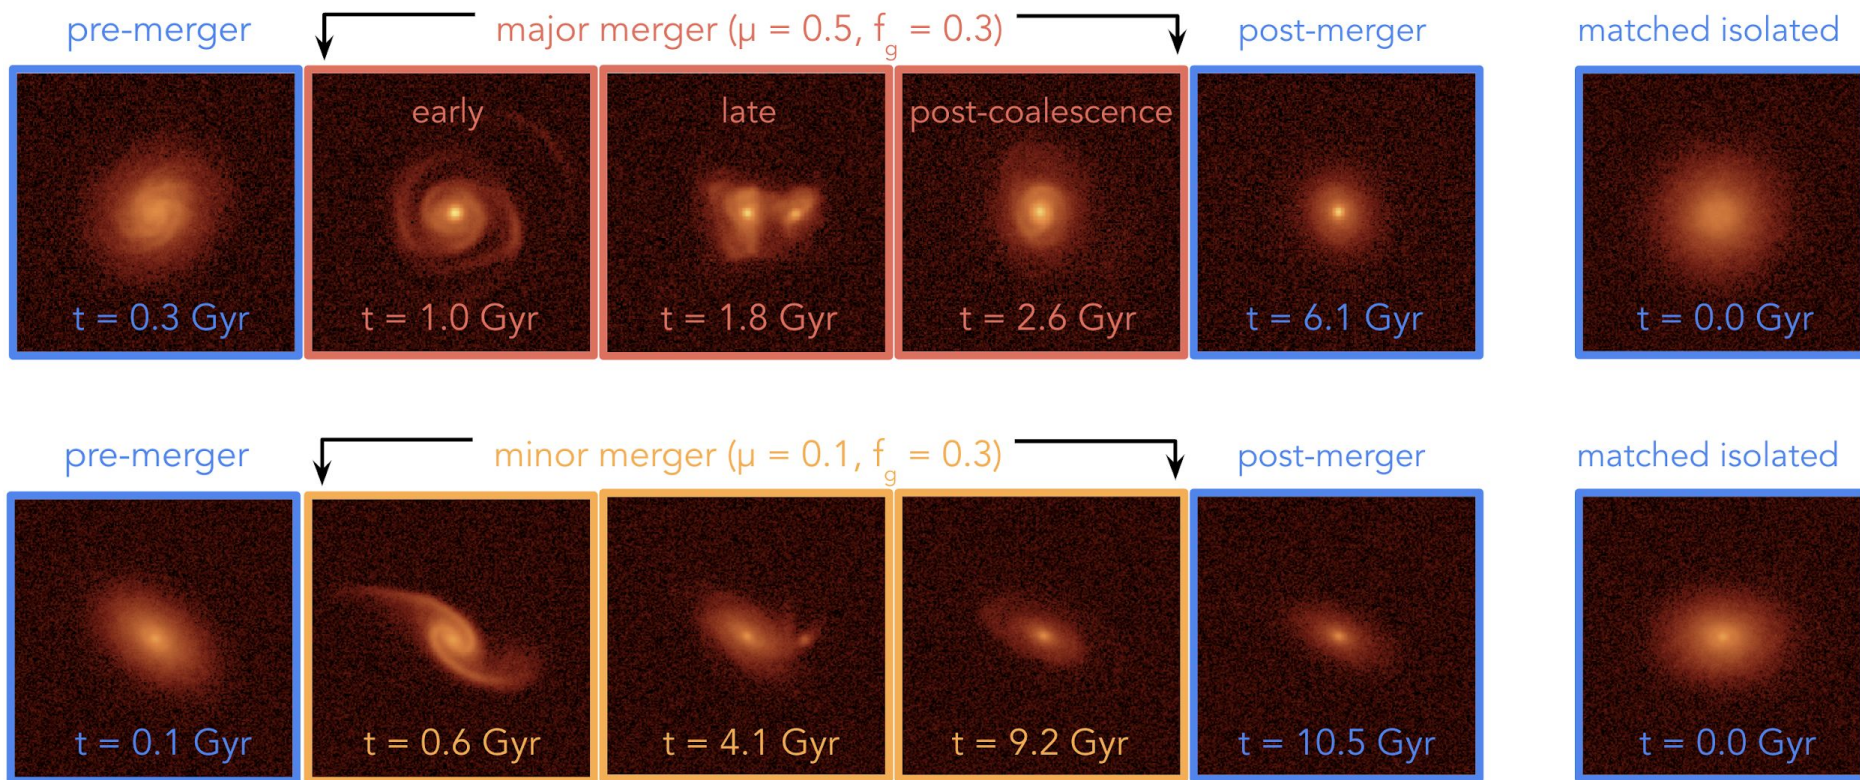 pre-merger
major merger (μ = 0.5, f_g = 0.3)
post-merger
matched isolated
early
late
post-coalescence
t = 0.3 Gyr
t = 1.0 Gyr
t = 1.8 Gyr
t = 2.6 Gyr
t = 6.1 Gyr
t = 0.0 Gyr
pre-merger
minor merger (μ = 0.1, f_g = 0.3)
post-merger
matched isolated
t = 0.1 Gyr
t = 0.6 Gyr
t = 4.1 Gyr
t = 9.2 Gyr
t = 10.5 Gyr
t = 0.0 Gyr